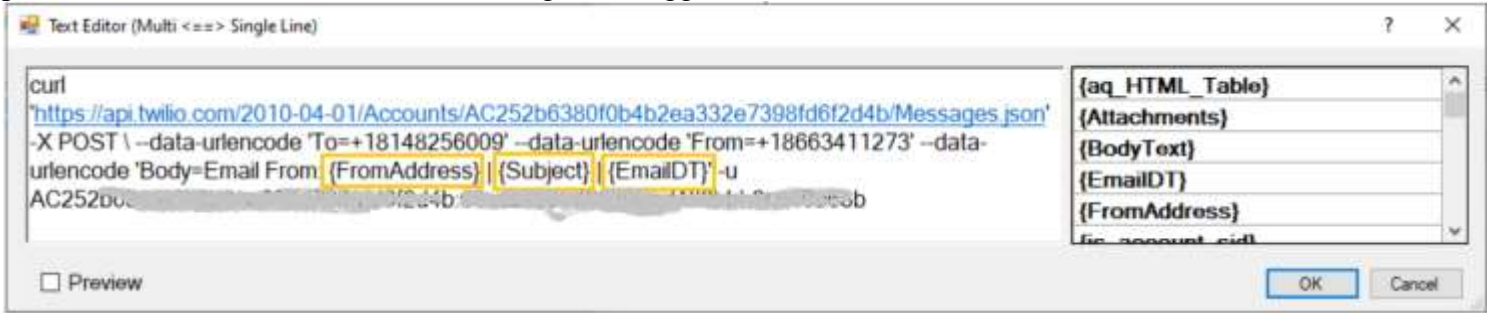 Text Editor (Multi <==> Single Line)
? ×
curl
'https://api.twilio.com/2010-04-01/Accounts/AC252b6380f0b4b2ea332e7398fd6f2d4b/Messages.json'
-X POST \ --data-urlencode 'To=+18148256009' --data-urlencode 'From=+18663411273' --data-
urlencode 'Body=Email From: {FromAddress} | {Subject} | {EmailDT}' -u
{aq_HTML_Table}
{Attachments}
{BodyText}
{EmailDT}
{FromAddress}
Preview
OK
Cancel